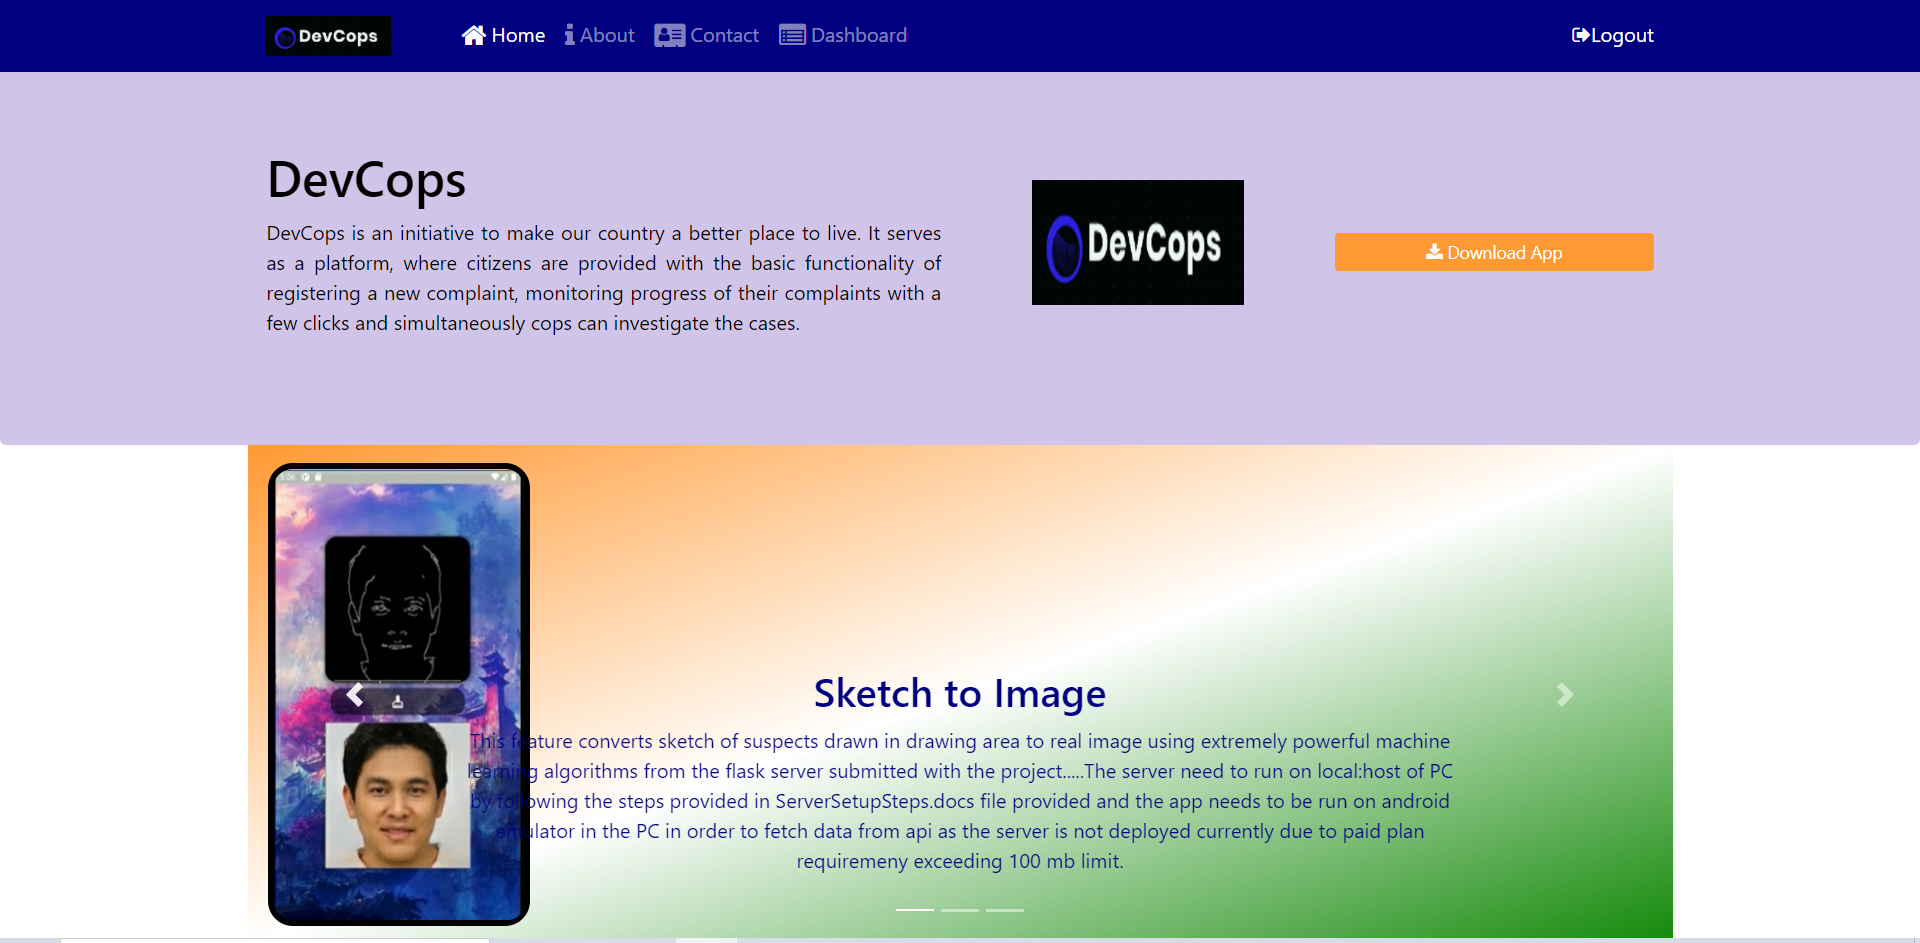 DevCops
Home
About
Contact
Dashboard
Logout
DevCops
DevCops is an initiative to make our country a better place to live. It serves
as a platform, where citizens are provided with the basic functionality of
registering a new complaint, monitoring progress of their complaints with a
few clicks and simultaneously cops can investigate the cases.
DevCops
Download App
Sketch to Image
This feature converts sketch of suspects drawn in drawing area to real image using extremely powerful machine
learning algorithms from the flask server submitted with the project.....The server need to run on local:host of PC
by following the steps provided in ServerSetupSteps.docs file provided and the app needs to be run on android
emulator in the PC in order to fetch data from api as the server is not deployed currently due to paid plan
requiremeny exceeding 100 mb limit.